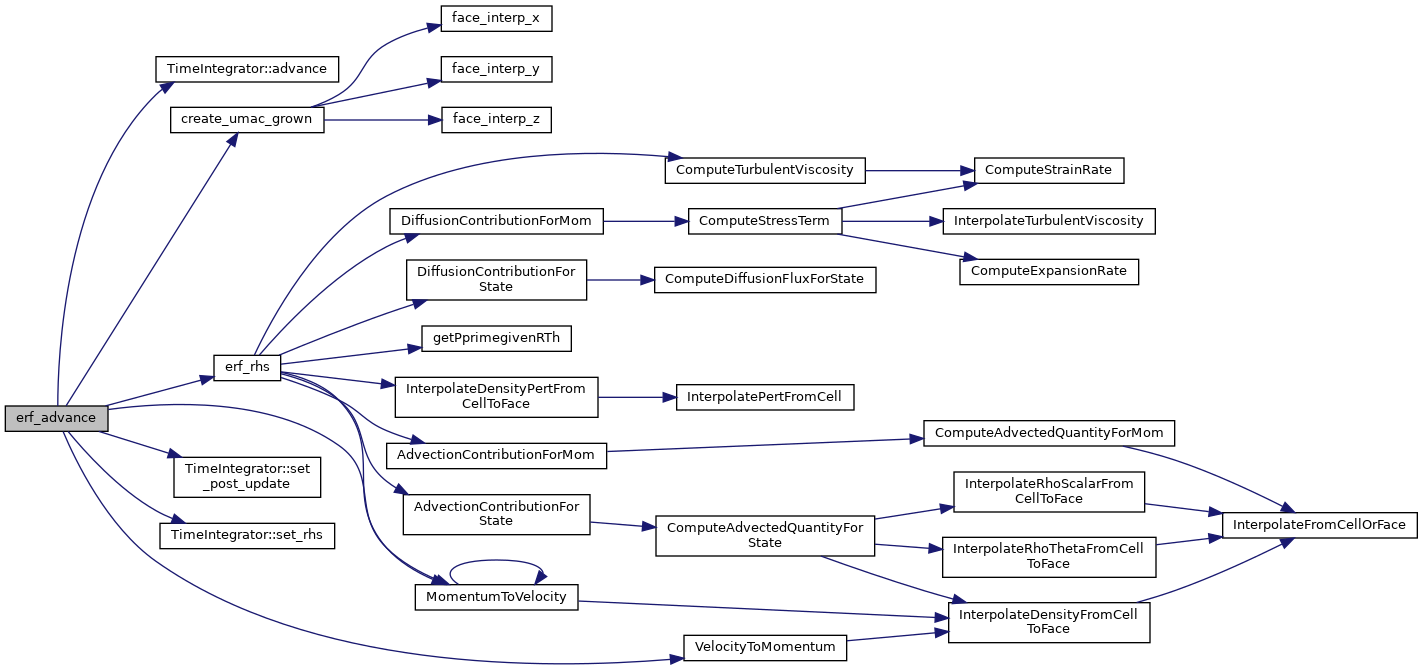 face_interp_x
TimeIntegrator::advance
face_interp_y
create_umac_grown
face_interp_z
ComputeTurbulentViscosity
ComputeStrainRate
DiffusionContributionForMom
ComputeStressTerm
InterpolateTurbulentViscosity
ComputeExpansionRate
DiffusionContributionFor
State
ComputeDiffusionFluxForState
getPprimegivenRTh
erf_rhs
InterpolateDensityPertFrom
CellToFace
InterpolatePertFromCell
erf_advance
ComputeAdvectedQuantityForMom
AdvectionContributionForMom
TimeIntegrator::set
_post_update
InterpolateRhoScalarFrom
CellToFace
AdvectionContributionFor
State
InterpolateFromCellOrFace
TimeIntegrator::set_rhs
ComputeAdvectedQuantityFor
State
InterpolateRhoThetaFromCell
ToFace
MomentumToVelocity
InterpolateDensityFromCell
ToFace
VelocityToMomentum